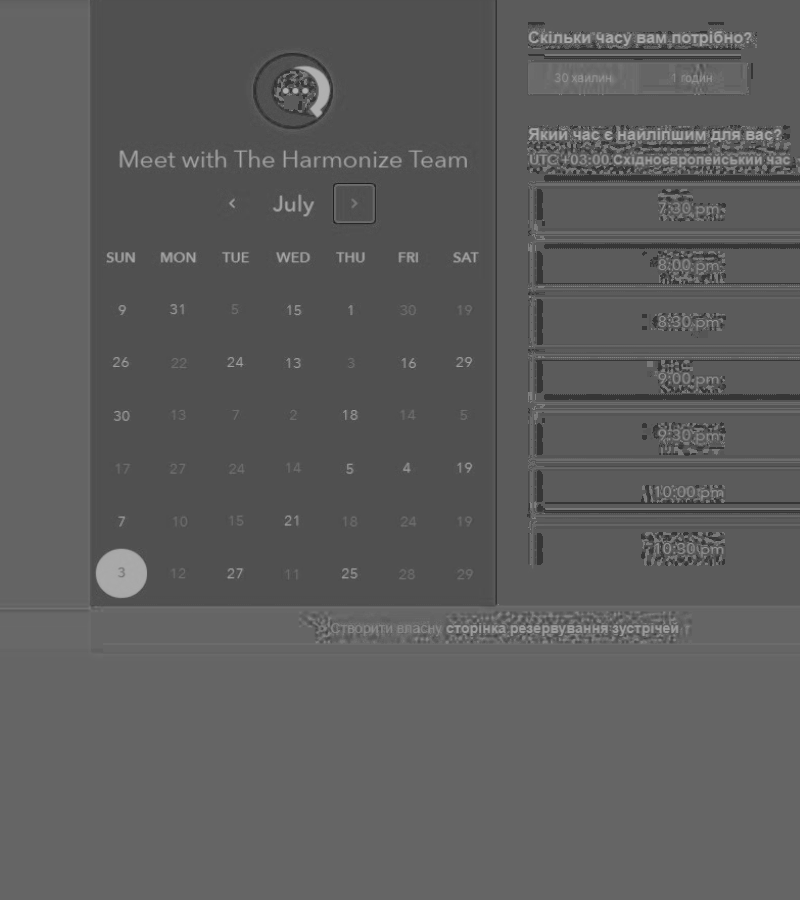 Meet with The Harmonize Team
July
SUN MON TUE WED THU FRI SAT
9 31 5 15 1 30 19
26 22 24 13 3 16 29
30 13 7 2 18 14 5
17 27 24 14 5 4 19
7 10 15 21 18 24 19
3 12 27 11 25 28 29
Скільки часу вам потрібно?
30 хвилин 1 годин
Який час є найліпшим для вас?
UTC +03:00 Східноєвропейський час
7:30 pm
8:00 pm
8:30 pm
9:00 pm
9:30 pm
10:00 pm
10:30 pm
Створити власну сторінка резервування зустрічей